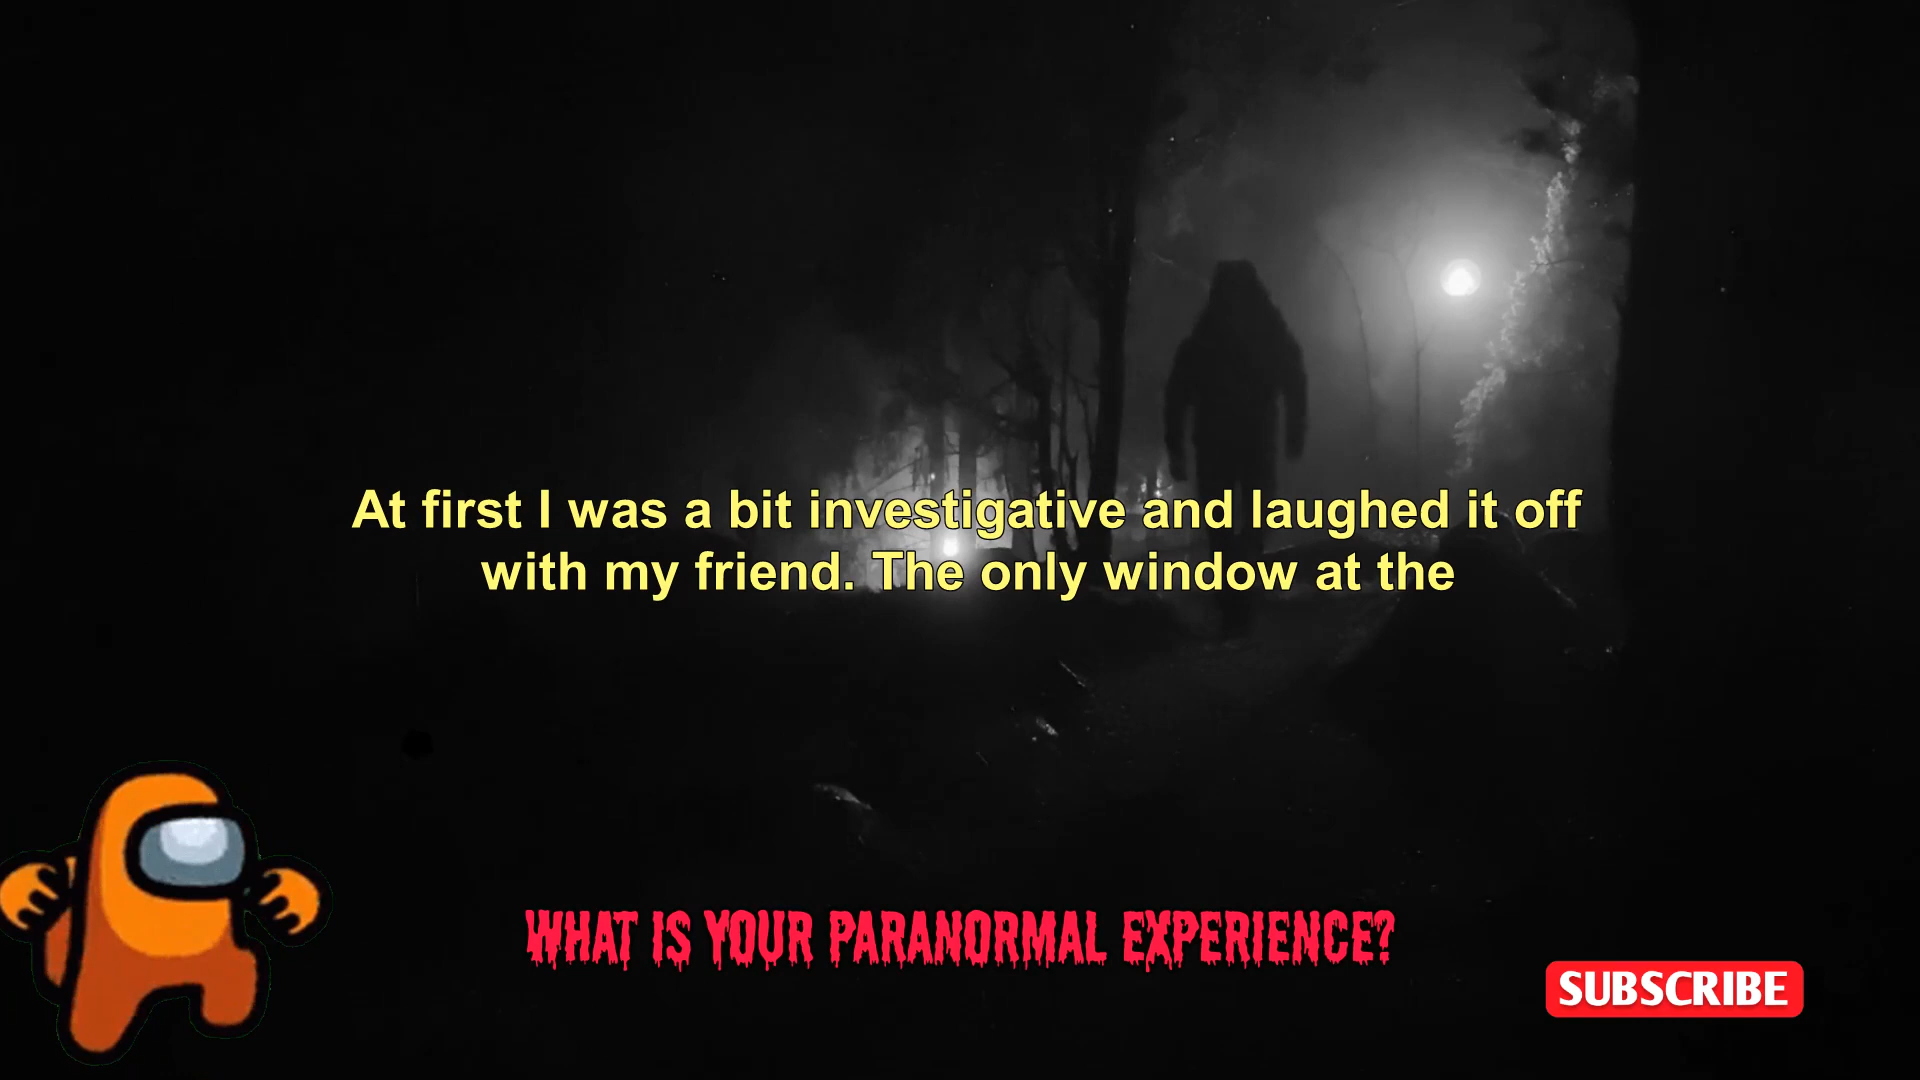 At first I was a bit investigative and laughed it off
with my friend. The only window at the
WHAT IS YOUR PARANORMAL EXPERIENCE?
SUBSCRIBE